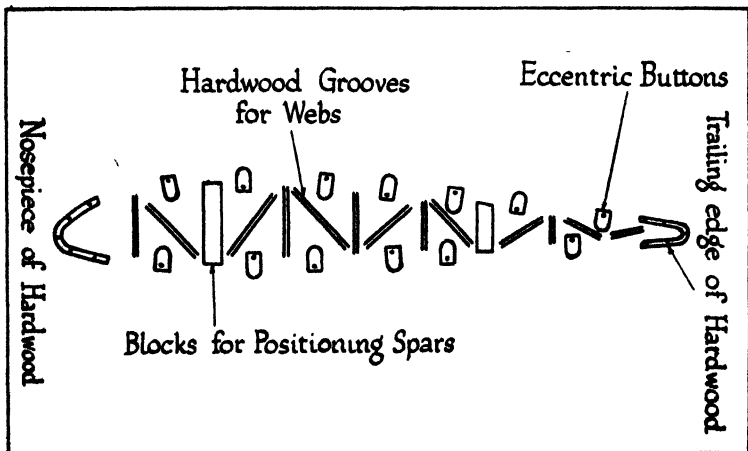 Hardwood Grooves
for Webs
Eccentric Buttons
Nosepiece of Hardwood
Trailing edge of Hardwood
Blocks for Positioning Spars